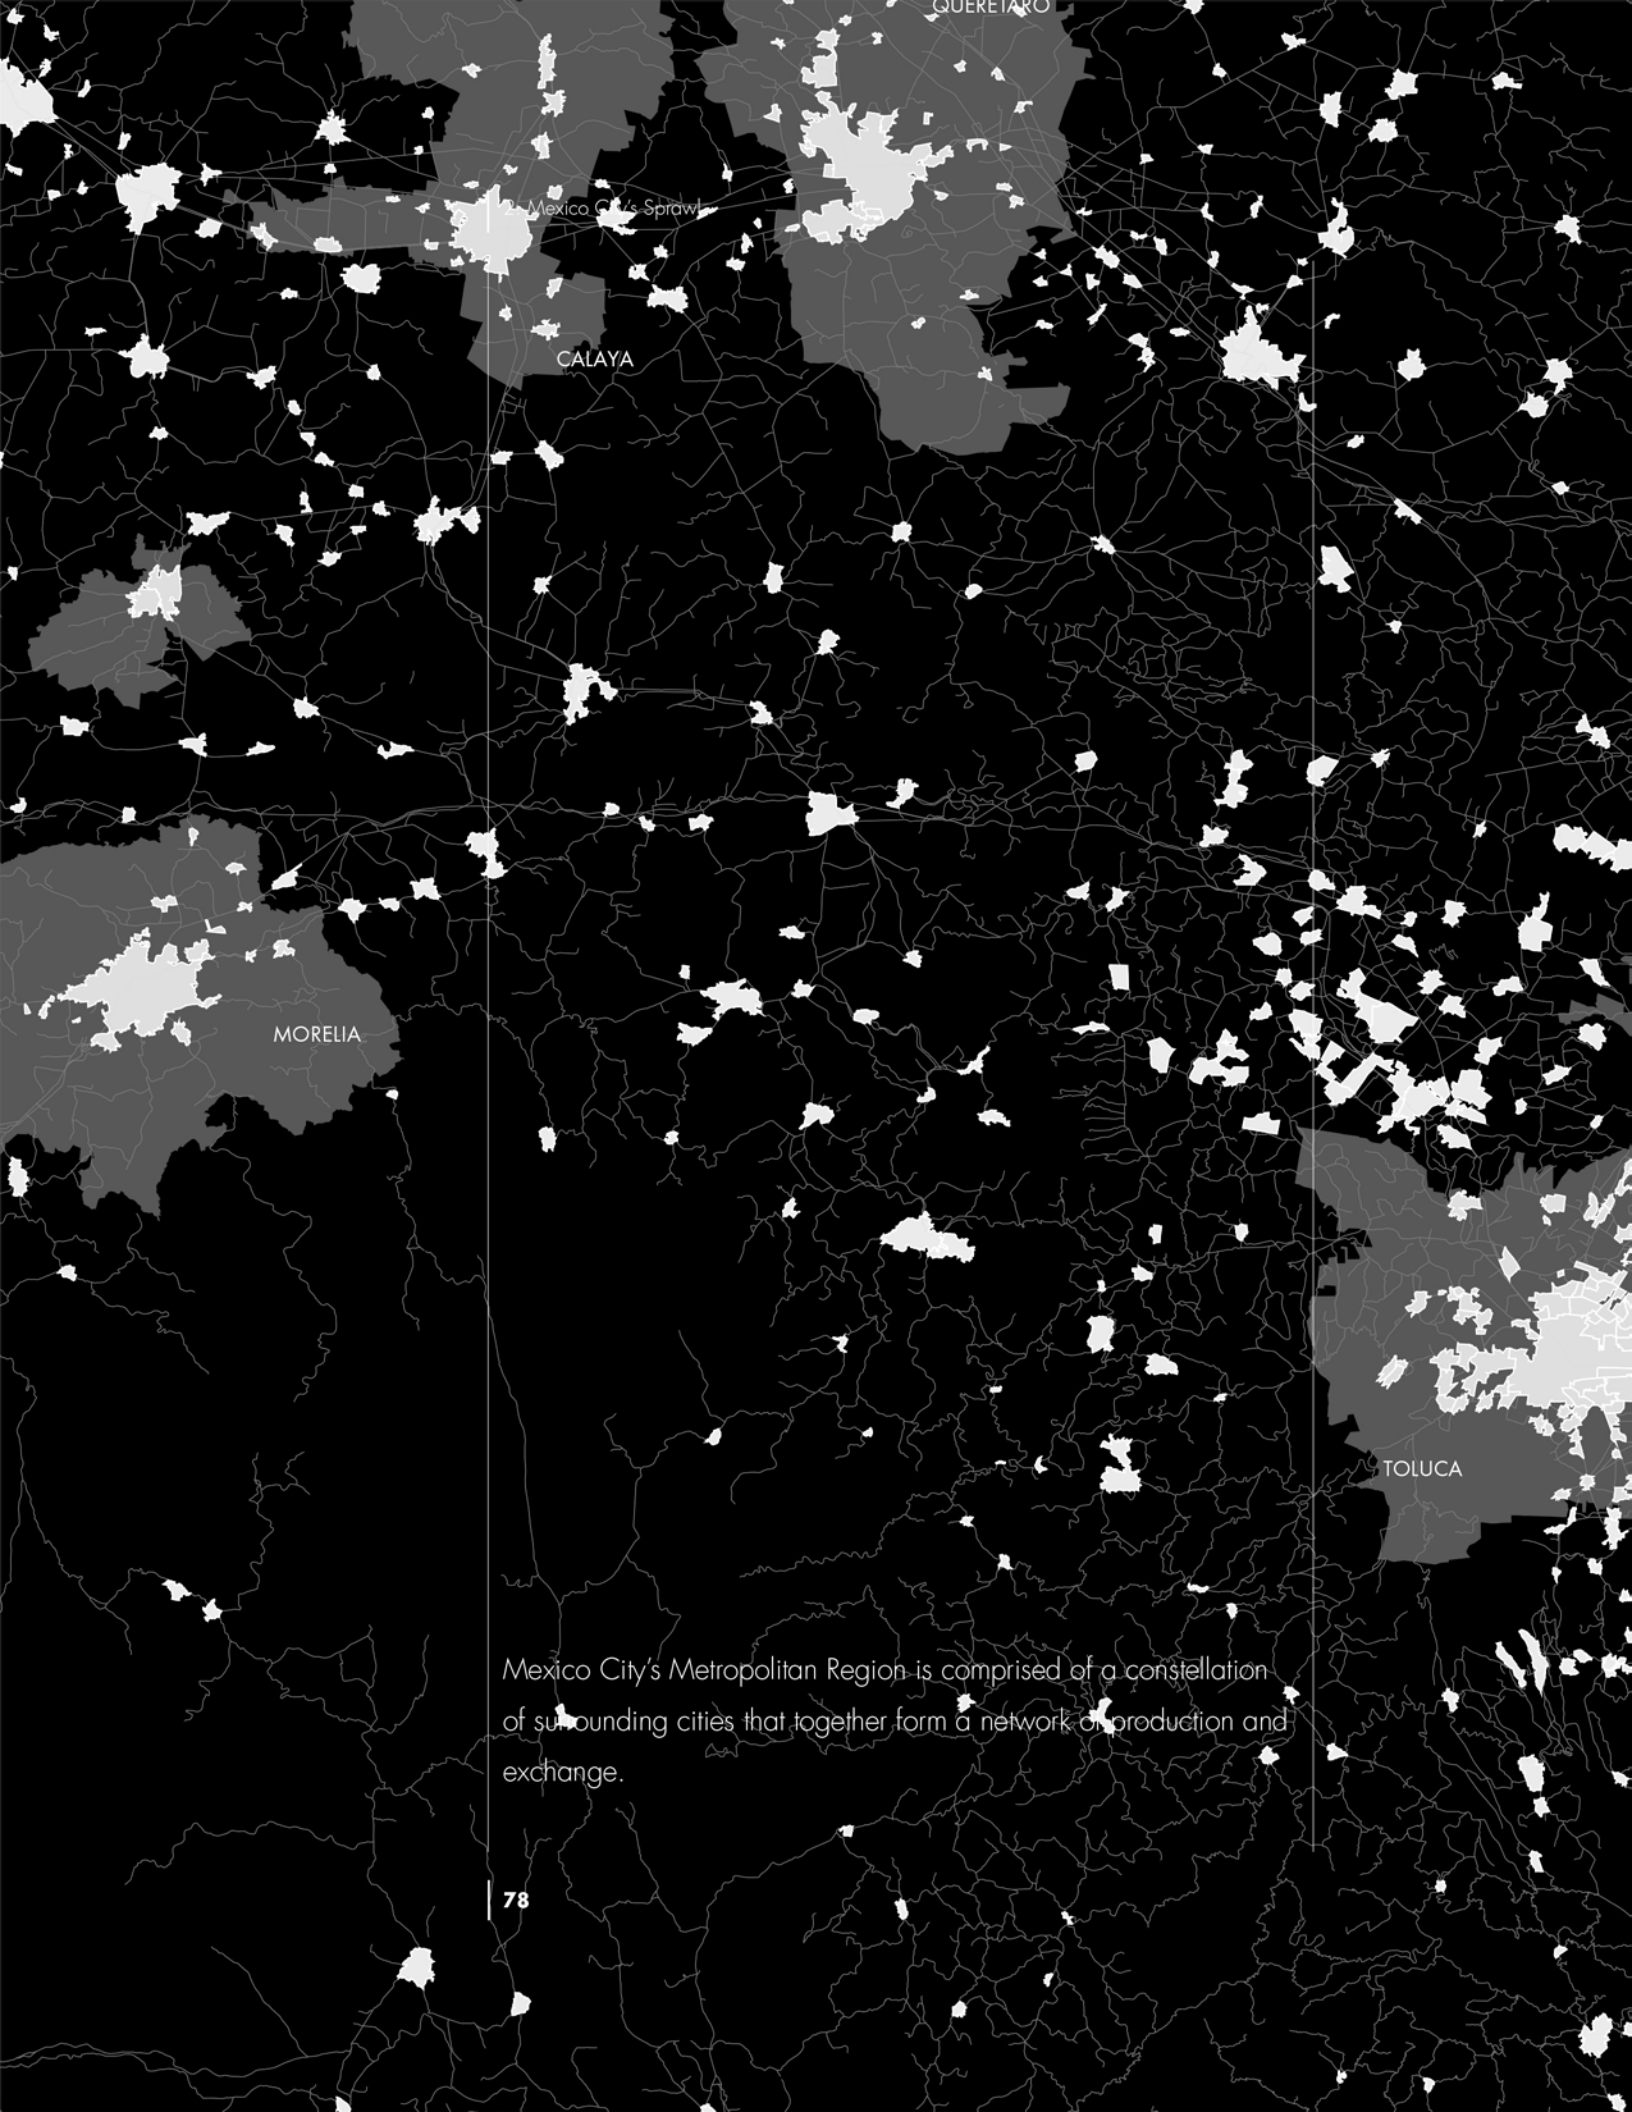 QUERETARO
2: Mexico City's Sprawl
CALAYA
MORELIA
TOLUCA
Mexico City's Metropolitan Region is comprised of a constellation
of surrounding cities that together form a network of production and
exchange.
78